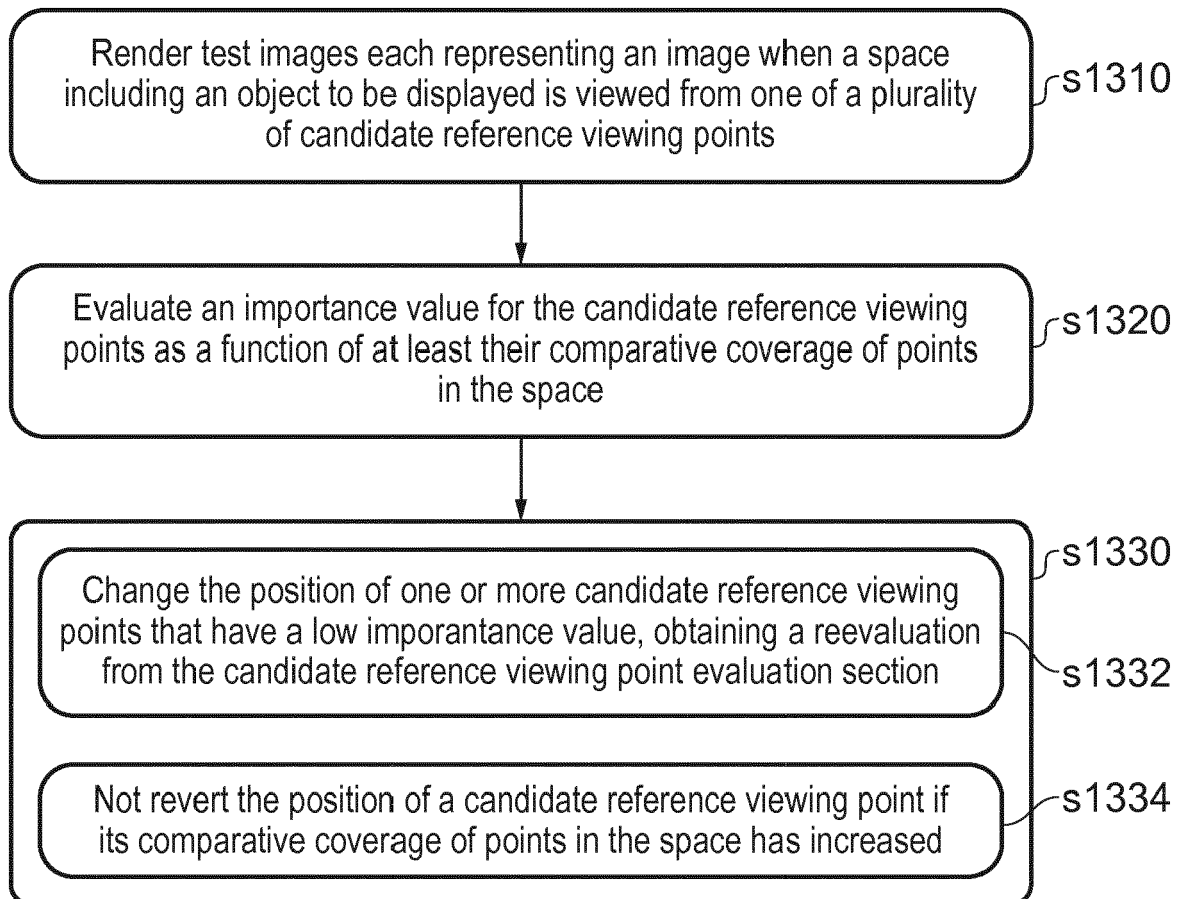 Render test images each representing an image when a space
including an object to be displayed is viewed from one of a plurality
of candidate reference viewing points
s1310
Evaluate an importance value for the candidate reference viewing
points as a function of at least their comparative coverage of points
in the space
s1320
s1330
Change the position of one or more candidate reference viewing
points that have a low imporantance value, obtaining a reevaluation
from the candidate reference viewing point evaluation section
s1332
Not revert the position of a candidate reference viewing point if
its comparative coverage of points in the space has increased
s1334